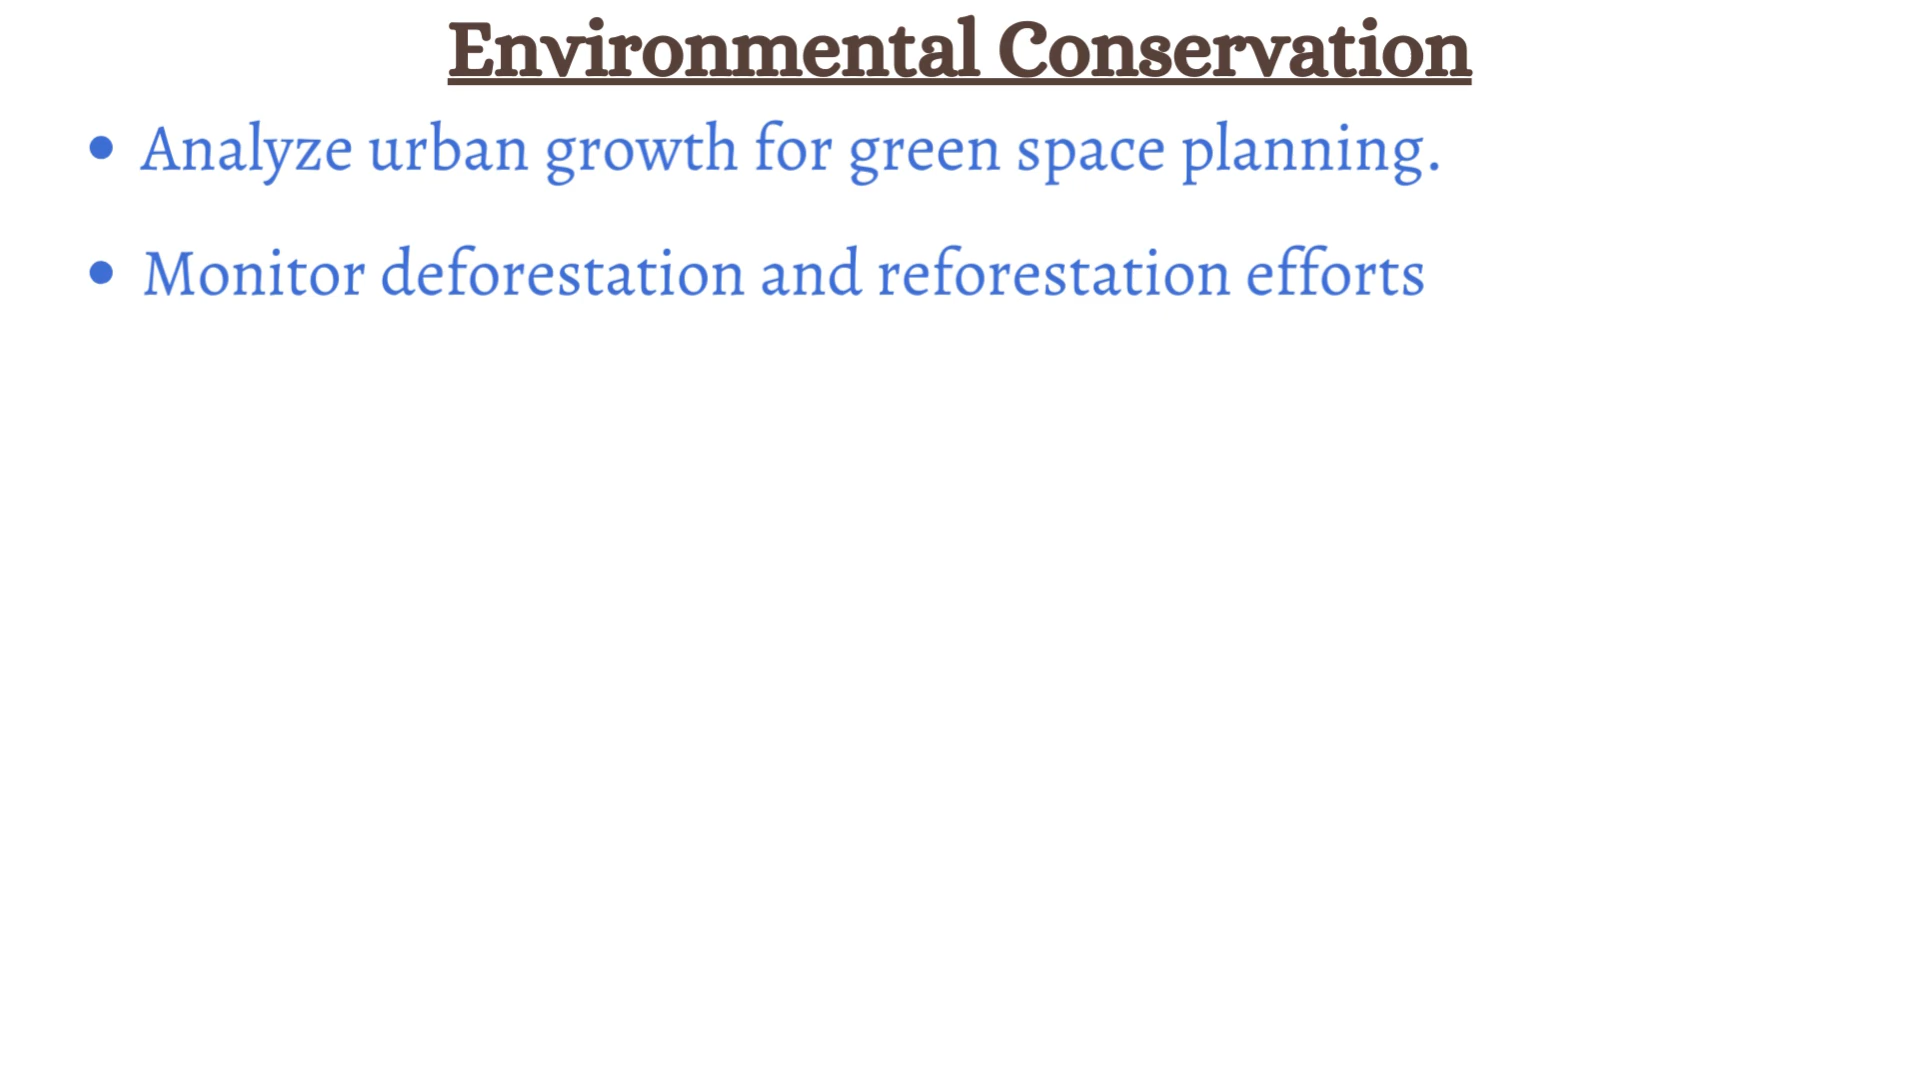 Environmental Conservation
• Analyze urban growth for green space planning.
• Monitor deforestation and reforestation efforts